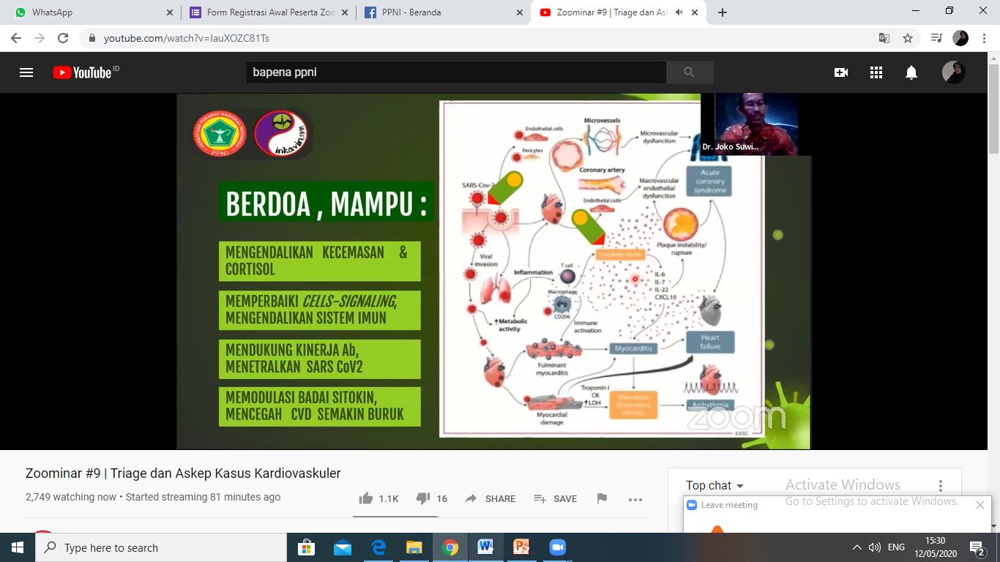 WhatsApp
Form Registrasi Awal Peserta Zoo
PPNI - Beranda
Zoominar #9 | Triage dan As
youtube.com/watch?v=IauXOZC81Ts
YouTube ID
bapena ppni
PERSATUAN PERAWAT NASIONAL INDONESIA
PPNI
inkavin.1991
BERDOA , MAMPU :
MENGENDALIKAN KECEMASAN &
CORTISOL
MEMPERBAIKI CELLS-SIGNALING,
MENGENDALIKAN SISTEM IMUN
MENDUKUNG KINERJA Ab,
MENETRALKAN SARS CoV2
MEMODULASI BADAI SITOKIN,
MENCEGAH CVD SEMAKIN BURUK
Endothelial cells
Pericytes
Microvessels
Microvascular
dysfunction
Dr. Joko Suwi...
SARS-Cov-2
Coronary artery
Endothelial cells
Macrovascular
endothelial
dysfunction
Acute
coronary
syndrome
Viral
invasion
Inflammation
T cell
Macrophage
CD206
Cytokine storm
Plaque instability/
rupture
IL-6
IL-7
IL-22
CXCL10
↑Metabolic
activity
Immune
activation
Fulminant
myocarditis
Myocarditis
Heart
failure
Troponin I
CK
↑LDH
Myocardial
damage
Myocardial
dysfunction/
damage
Arrhythmia
©ESC
zoom
Zoominar #9 | Triage dan Askep Kasus Kardiovaskuler
2,749 watching now • Started streaming 81 minutes ago
1.1K
16
SHARE
SAVE
Top chat
Activate Windows
Go to Settings to activate Windows.
Leave meeting
Type here to search
ENG
15:30
12/05/2020
2